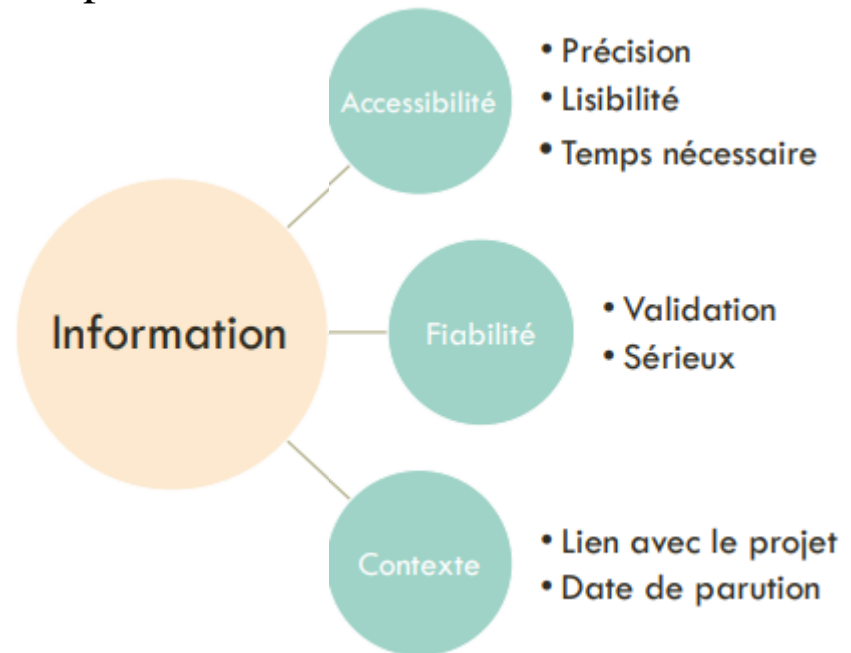 Accessibilité
• Précision
• Lisibilité
• Temps nécessaire
Information
Fiabilité
• Validation
• Sérieux
Contexte
• Lien avec le projet
• Date de parution